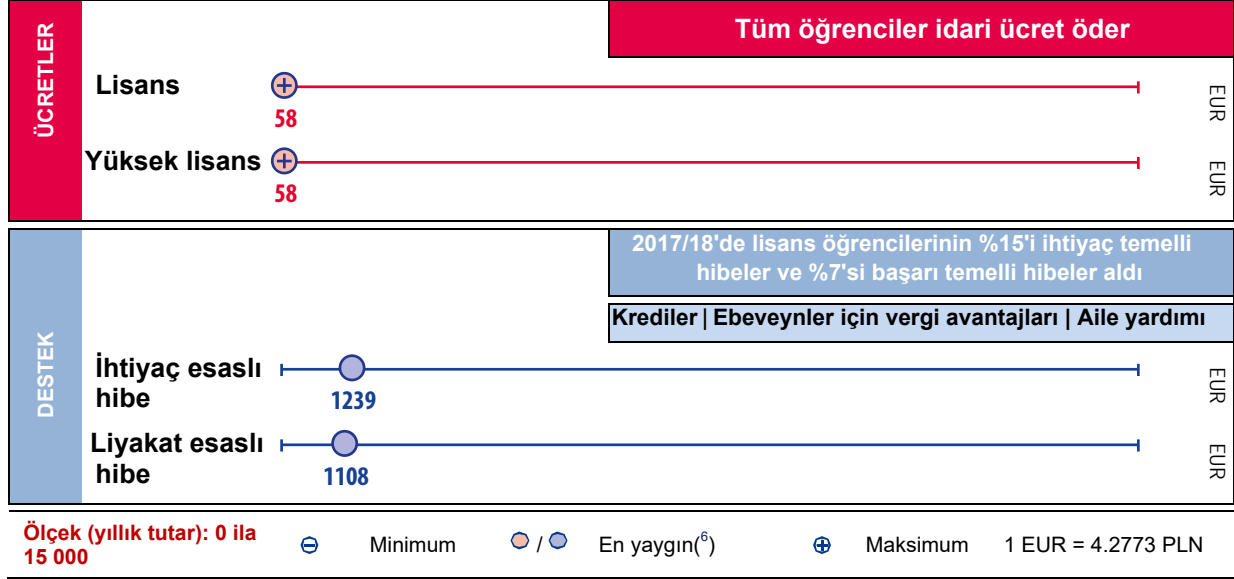 ÜCRETLER
Tüm öğrenciler idari ücret öder
Lisans
58
EUR
Yüksek lisans
58
EUR
DESTEK
2017/18'de lisans öğrencilerinin %15'i ihtiyaç temelli
hibeler ve %7'si başarı temelli hibeler aldı
Krediler | Ebeveynler için vergi avantajları | Aile yardımı
İhtiyaç esaslı
hibe
1239
EUR
Liyakat esaslı
hibe
1108
EUR
Ölçek (yıllık tutar): 0 ila
15 000
Minimum
/
En yaygın(⁶)
Maksimum
1 EUR = 4.2773 PLN